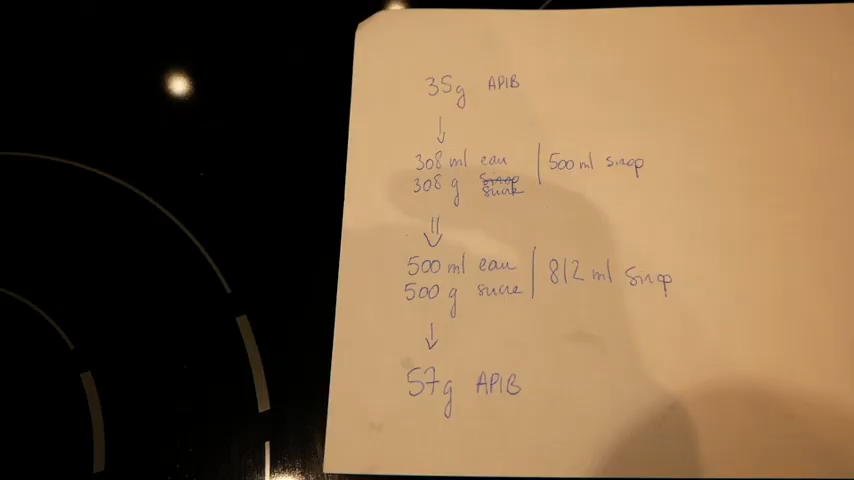 35g APIB
↓
308 ml eau | 500 ml sirop
308 g sirop sucre
⇓
500 ml eau | 812 ml sirop
500 g sucre
↓
57g APIB